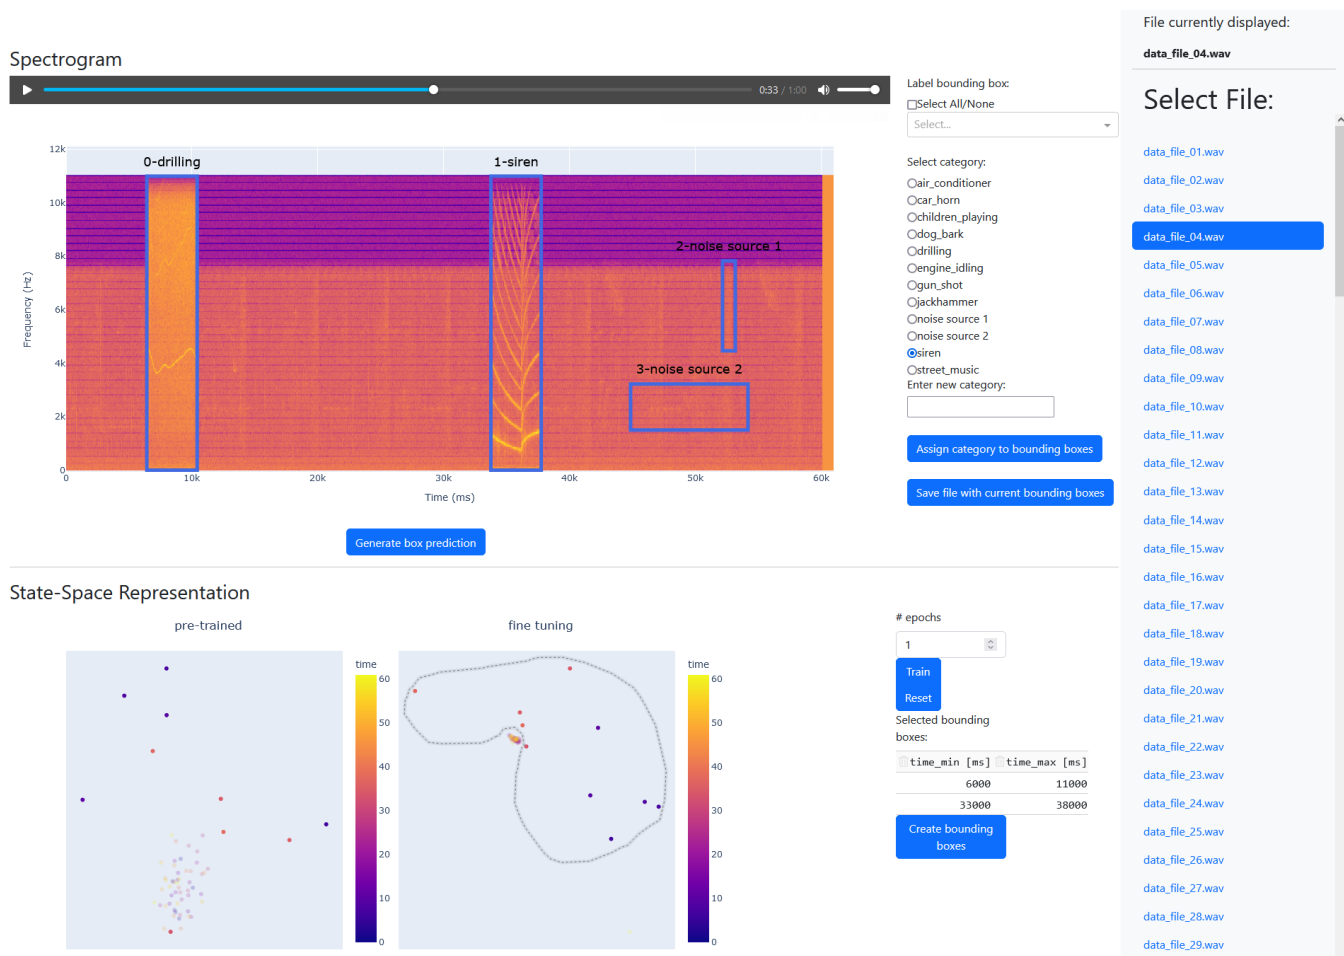 File currently displayed:
data_file_04.wav
Spectrogram
0:33 / 1:00
Label bounding box:
Select All/None
Select...
Select File:
12k
10k
8k
6k
4k
2k
0
Frequency (Hz)
0-drilling
1-siren
2-noise source 1
3-noise source 2
0
10k
20k
30k
40k
50k
60k
Time (ms)
Generate box prediction
Select category:
air_conditioner
car_horn
children_playing
dog_bark
drilling
engine_idling
gun_shot
jackhammer
noise source 1
noise source 2
siren
street_music
Enter new category:
Assign category to bounding boxes
Save file with current bounding boxes
data_file_01.wav
data_file_02.wav
data_file_03.wav
data_file_04.wav
data_file_05.wav
data_file_06.wav
data_file_07.wav
data_file_08.wav
data_file_09.wav
data_file_10.wav
data_file_11.wav
data_file_12.wav
data_file_13.wav
data_file_14.wav
data_file_15.wav
data_file_16.wav
data_file_17.wav
data_file_18.wav
data_file_19.wav
data_file_20.wav
data_file_21.wav
data_file_22.wav
data_file_23.wav
data_file_24.wav
data_file_25.wav
data_file_26.wav
data_file_27.wav
data_file_28.wav
data_file_29.wav
State-Space Representation
pre-trained
time
60
50
40
30
20
10
0
fine tuning
time
60
50
40
30
20
10
0
# epochs
1
Train
Reset
Selected bounding
boxes:
time_min [ms] time_max [ms]
6000 11000
33000 38000
Create bounding
boxes